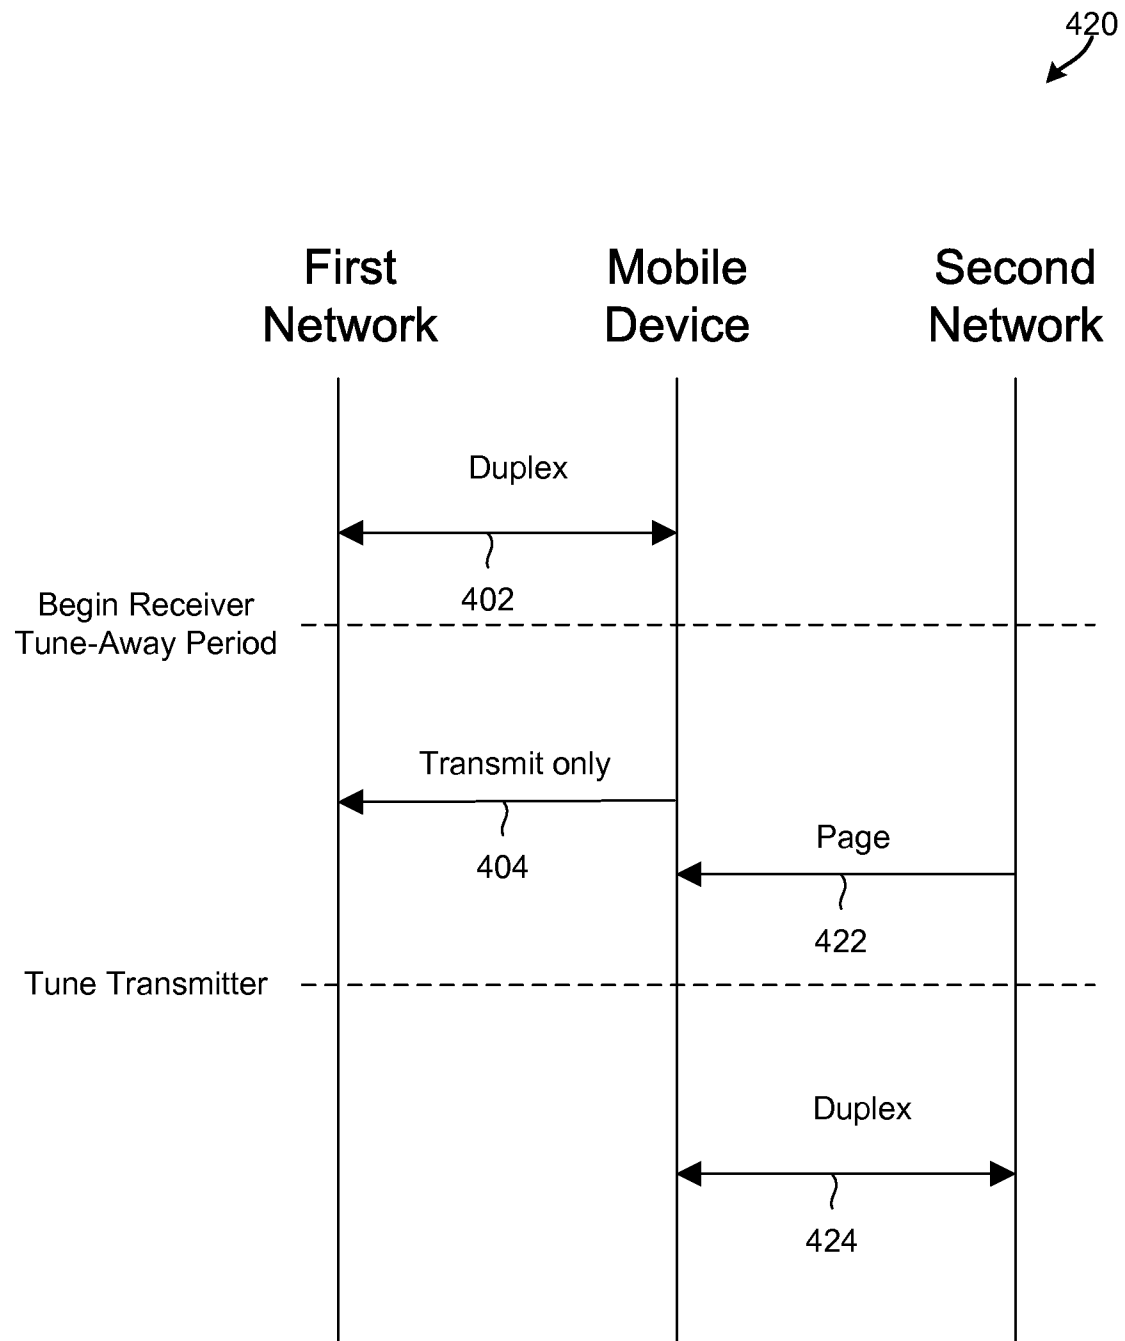 420
First
Network
Mobile
Device
Second
Network
Duplex
402
Begin Receiver
Tune-Away Period
Transmit only
404
Page
422
Tune Transmitter
Duplex
424